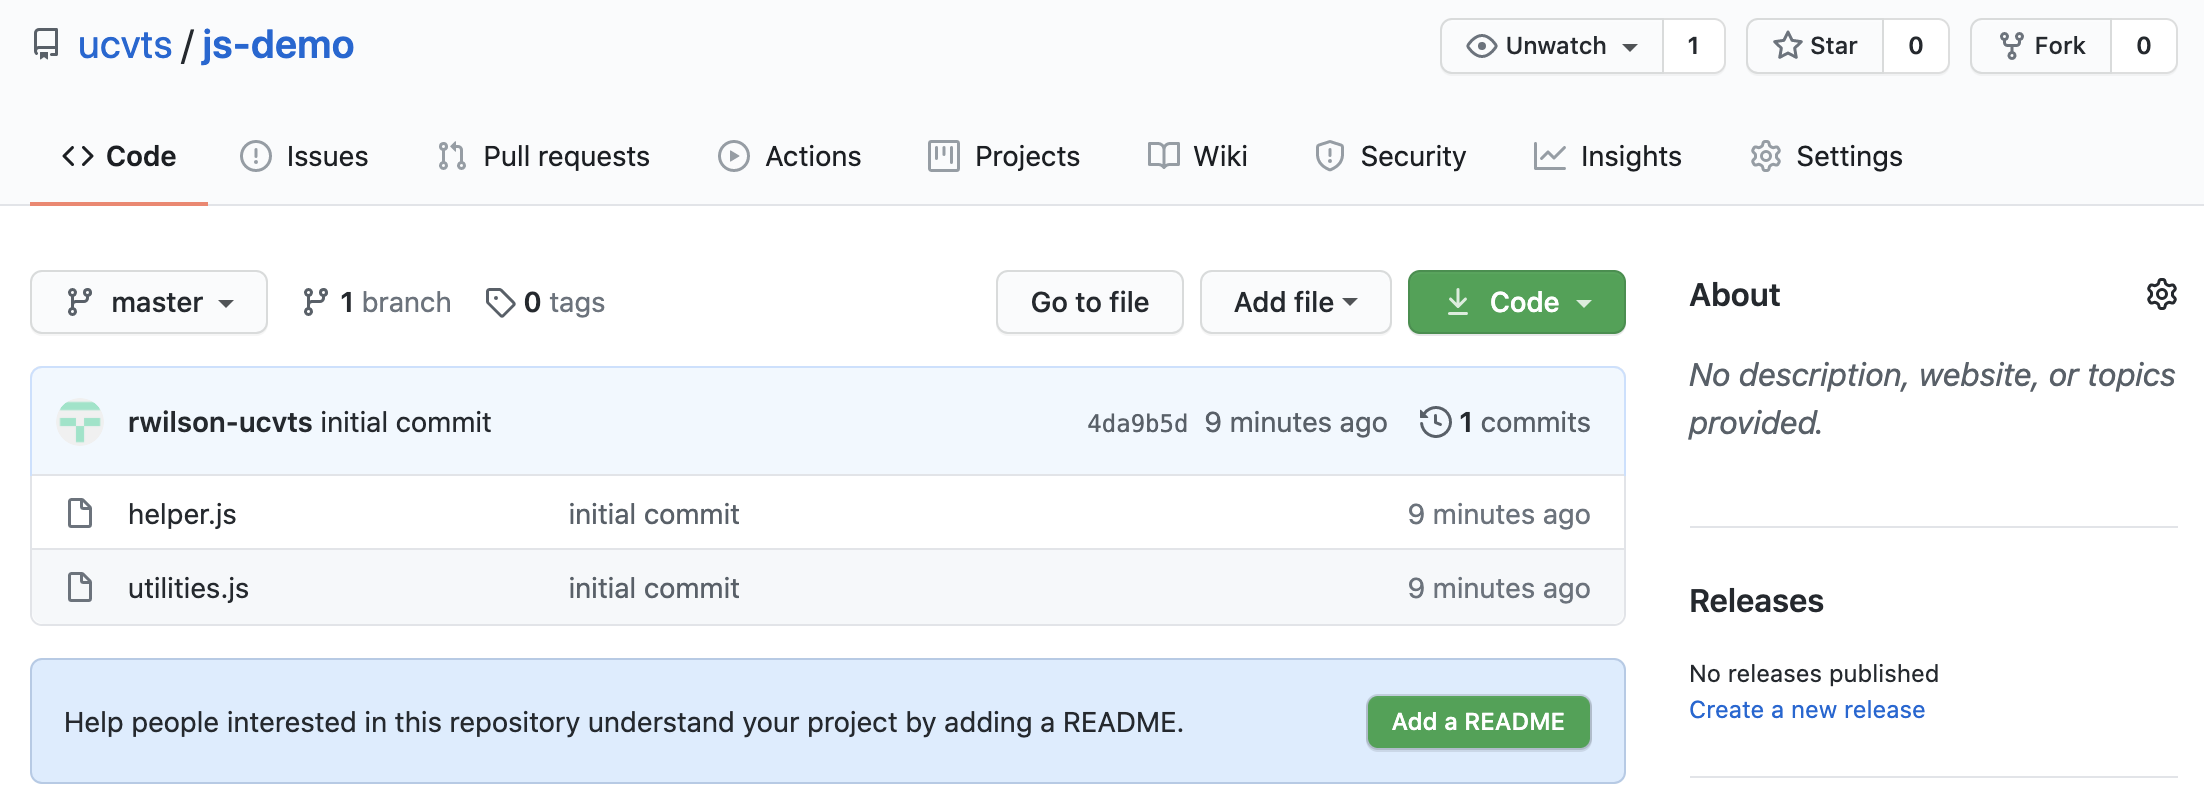 ucvts / js-demo
Unwatch 1 Star 0 Fork 0
Code Issues Pull requests Actions Projects Wiki Security Insights Settings
master 1 branch 0 tags Go to file Add file Code
rwilson-ucvts initial commit 4da9b5d 9 minutes ago 1 commits
helper.js initial commit 9 minutes ago
utilities.js initial commit 9 minutes ago
Help people interested in this repository understand your project by adding a README. Add a README
About
No description, website, or topics
provided.
Releases
No releases published
Create a new release